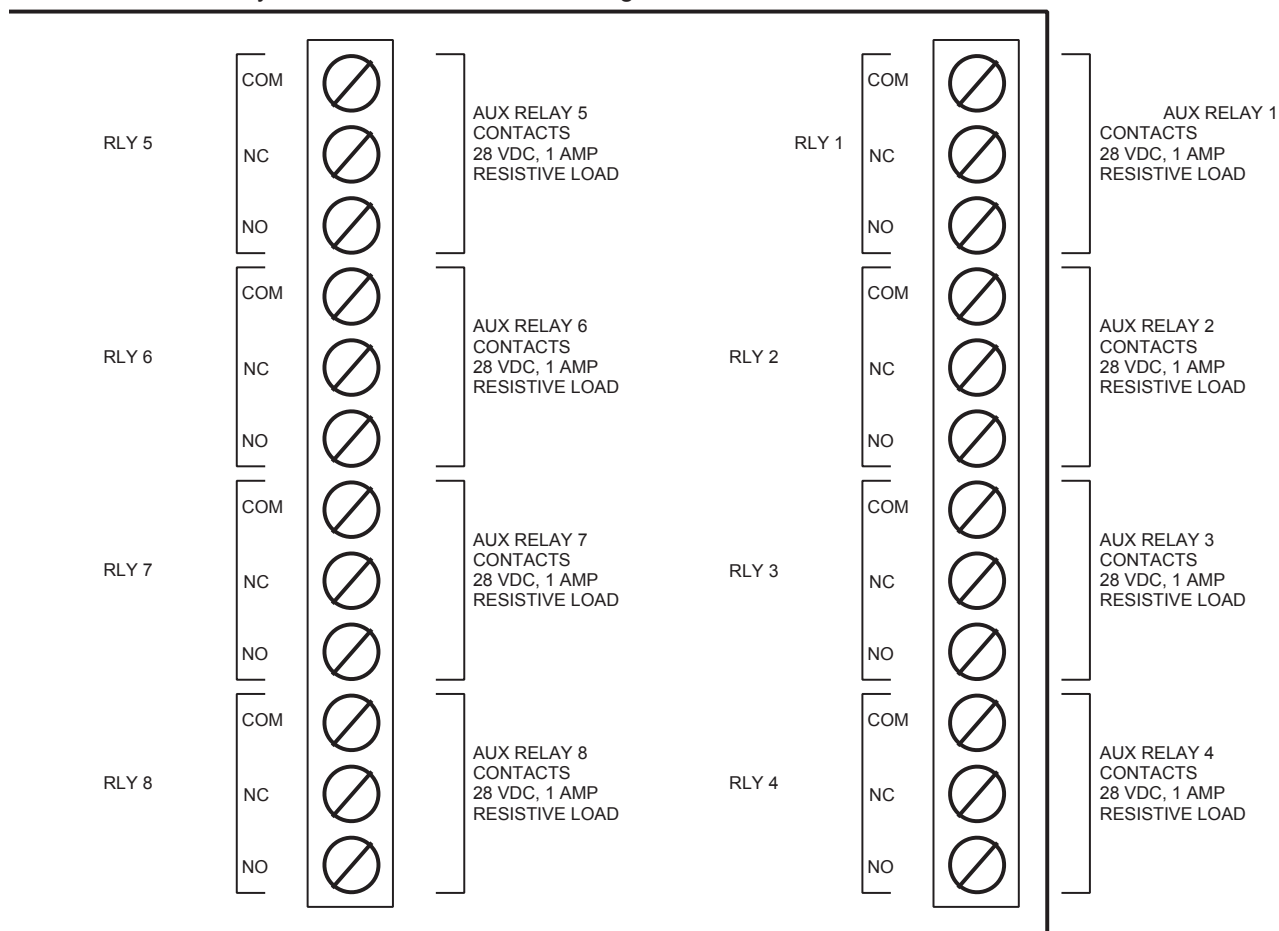 COM
RLY 5
NC
NO
AUX RELAY 5
CONTACTS
28 VDC, 1 AMP
RESISTIVE LOAD
COM
RLY 6
NC
NO
AUX RELAY 6
CONTACTS
28 VDC, 1 AMP
RESISTIVE LOAD
COM
RLY 7
NC
NO
AUX RELAY 7
CONTACTS
28 VDC, 1 AMP
RESISTIVE LOAD
COM
RLY 8
NC
NO
AUX RELAY 8
CONTACTS
28 VDC, 1 AMP
RESISTIVE LOAD
COM
RLY 1
NC
NO
AUX RELAY 1
CONTACTS
28 VDC, 1 AMP
RESISTIVE LOAD
COM
RLY 2
NC
NO
AUX RELAY 2
CONTACTS
28 VDC, 1 AMP
RESISTIVE LOAD
COM
RLY 3
NC
NO
AUX RELAY 3
CONTACTS
28 VDC, 1 AMP
RESISTIVE LOAD
COM
RLY 4
NC
NO
AUX RELAY 4
CONTACTS
28 VDC, 1 AMP
RESISTIVE LOAD